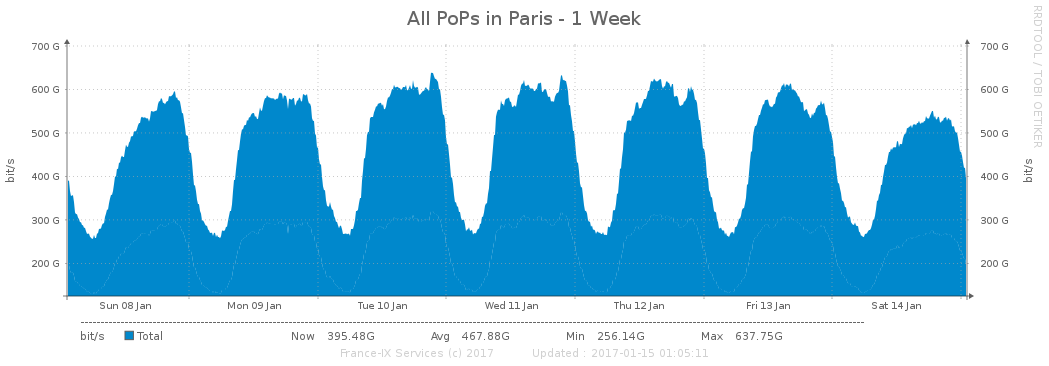 All PoPs in Paris - 1 Week
RRDTOOL / TOBI OETIKER
700 G 700 G
600 G 600 G
500 G 500 G
400 G 400 G
300 G 300 G
200 G 200 G
bit/s bit/s
Sun 08 Jan Mon 09 Jan Tue 10 Jan Wed 11 Jan Thu 12 Jan Fri 13 Jan Sat 14 Jan
bit/s Total Now 395.48G Avg 467.88G Min 256.14G Max 637.75G
France-IX Services (c) 2017 Updated : 2017-01-15 01:05:11